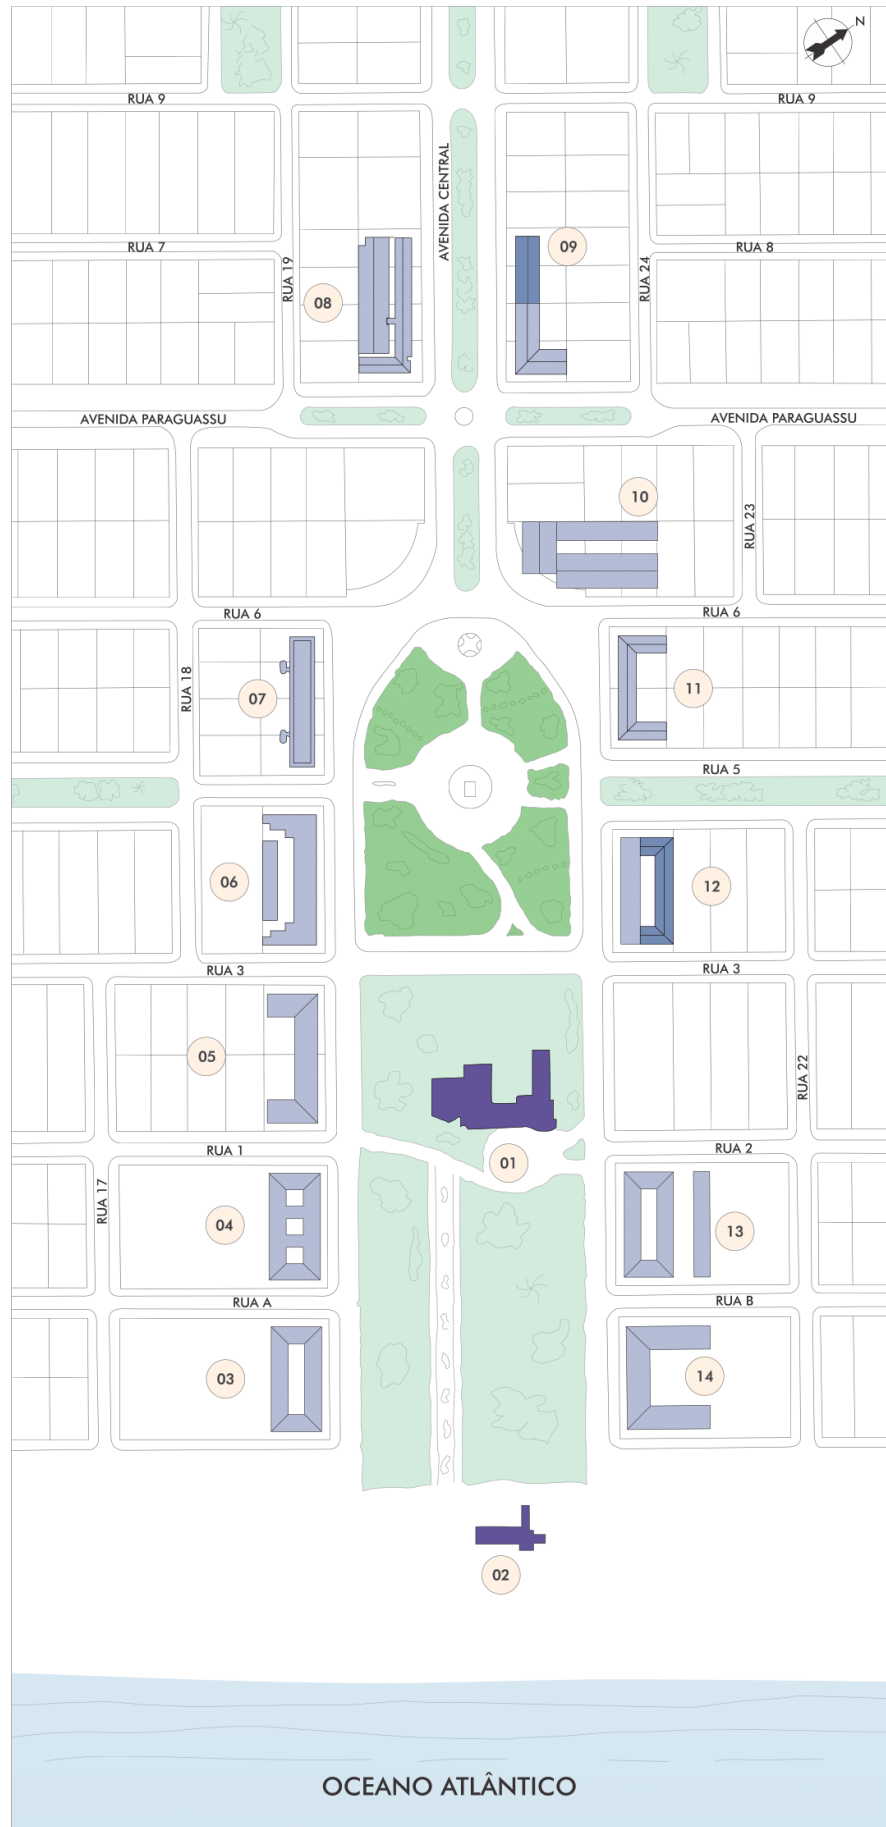 N
RUA 9
RUA 9
AVENIDA CENTRAL
RUA 7
09
RUA 8
RUA 19
RUA 24
08
AVENIDA PARAGUASSU
AVENIDA PARAGUASSU
10
RUA 23
RUA 6
RUA 6
RUA 18
07
11
RUA 5
06
12
RUA 3
RUA 3
05
RUA 22
RUA 1
RUA 2
01
RUA 17
04
13
RUA A
RUA B
03
14
02
OCEANO ATLÂNTICO